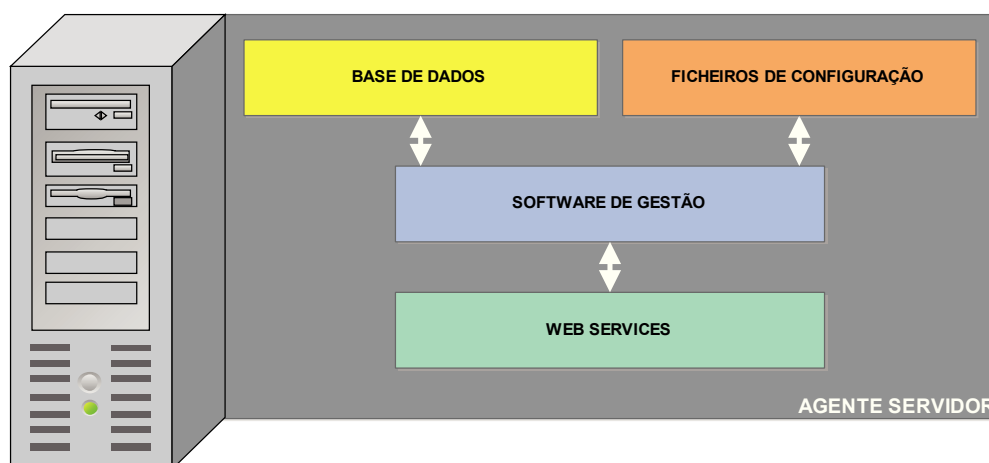 BASE DE DADOS
FICHEIROS DE CONFIGURAÇÃO
SOFTWARE DE GESTÃO
WEB SERVICES
AGENTE SERVIDOR